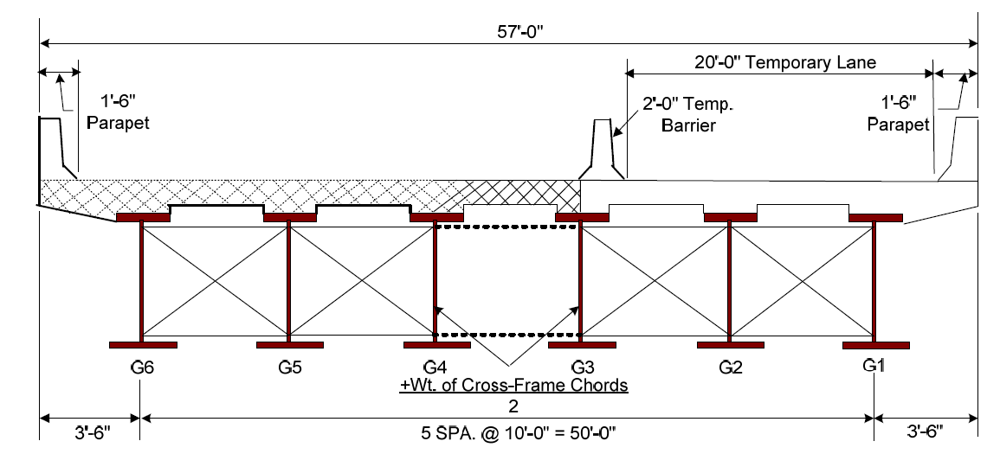 57'-0"
20'-0" Temporary Lane
1'-6"
Parapet
2'-0" Temp.
Barrier
1'-6"
Parapet
G6
G5
G4
G3
G2
G1
+Wt. of Cross-Frame Chords
2
3'-6"
5 SPA. @ 10'-0" = 50'-0"
3'-6"